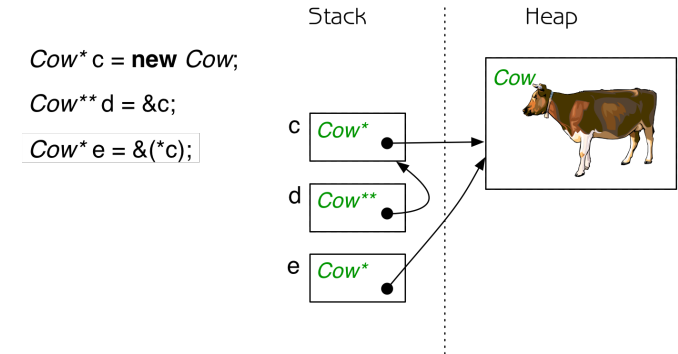 Stack
Heap
Cow* c = new Cow;
Cow** d = &c;
Cow* e = &(*c);
c
Cow*
d
Cow**
e
Cow*
Cow